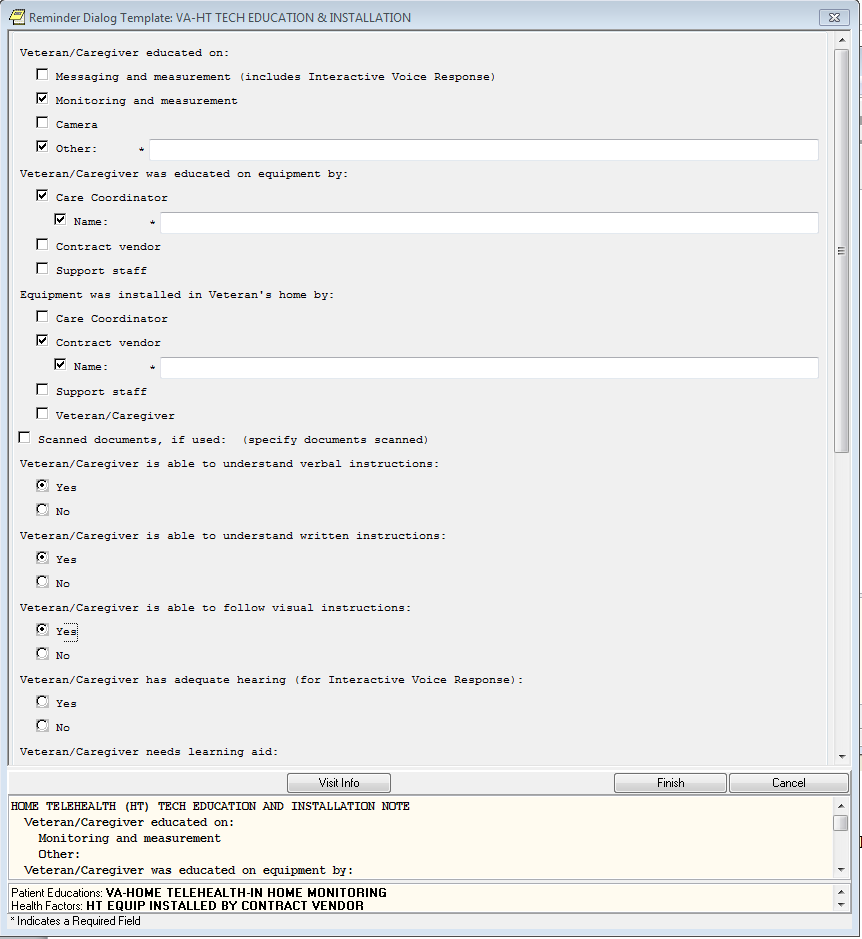 Reminder Dialog Template: VA-HT TECH EDUCATION & INSTALLATION
Veteran/Caregiver educated on:
Messaging and measurement (includes Interactive Voice Response)
Monitoring and measurement
Camera
Other: *
Veteran/Caregiver was educated on equipment by:
Care Coordinator
Name: *
Contract vendor
Support staff
Equipment was installed in Veteran's home by:
Care Coordinator
Contract vendor
Name: *
Support staff
Veteran/Caregiver
Scanned documents, if used: (specify documents scanned)
Veteran/Caregiver is able to understand verbal instructions:
Yes
No
Veteran/Caregiver is able to understand written instructions:
Yes
No
Veteran/Caregiver is able to follow visual instructions:
Yes
No
Veteran/Caregiver has adequate hearing (for Interactive Voice Response):
Yes
No
Veteran/Caregiver needs learning aid:
Visit Info Finish Cancel
HOME TELEHEALTH (HT) TECH EDUCATION AND INSTALLATION NOTE
Veteran/Caregiver educated on:
Monitoring and measurement
Other:
Veteran/Caregiver was educated on equipment by:
Patient Educations: VA-HOME TELEHEALTH-IN HOME MONITORING
Health Factors: HT EQUIP INSTALLED BY CONTRACT VENDOR
* Indicates a Required Field